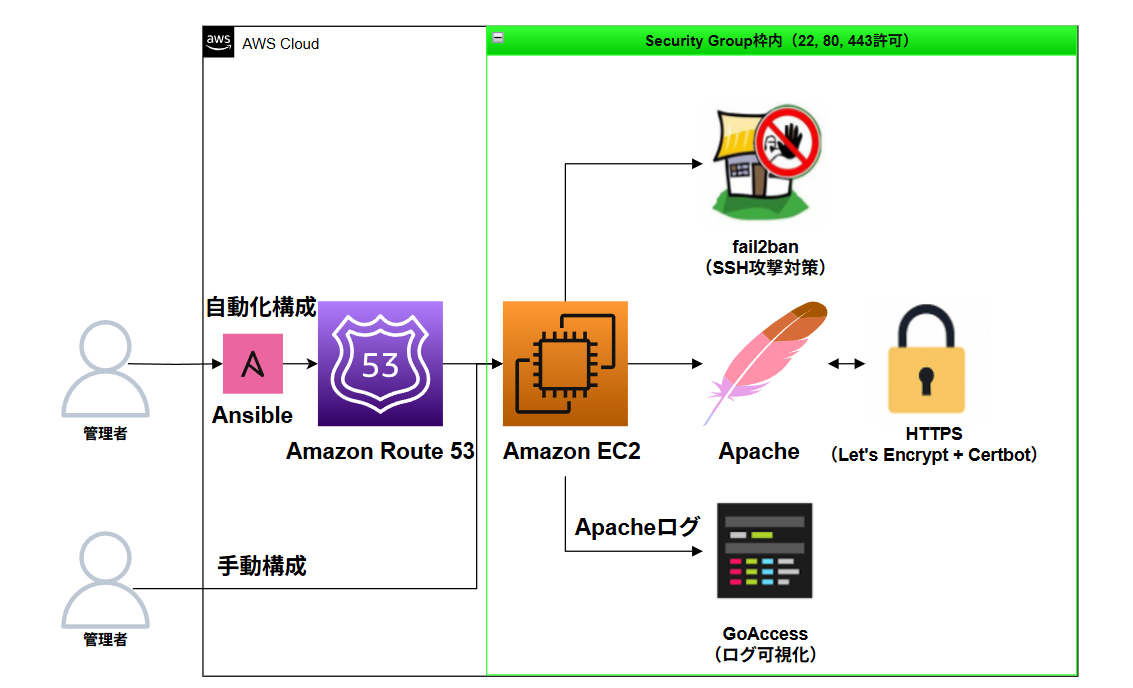 aws
AWS Cloud
Security Group枠内（22, 80, 443許可）
fail2ban
（SSH攻撃対策）
自動化構成
53
管理者
Ansible
Amazon Route 53
Amazon EC2
Apache
HTTPS
（Let's Encrypt + Certbot）
Apacheログ
手動構成
管理者
GoAccess
（ログ可視化）